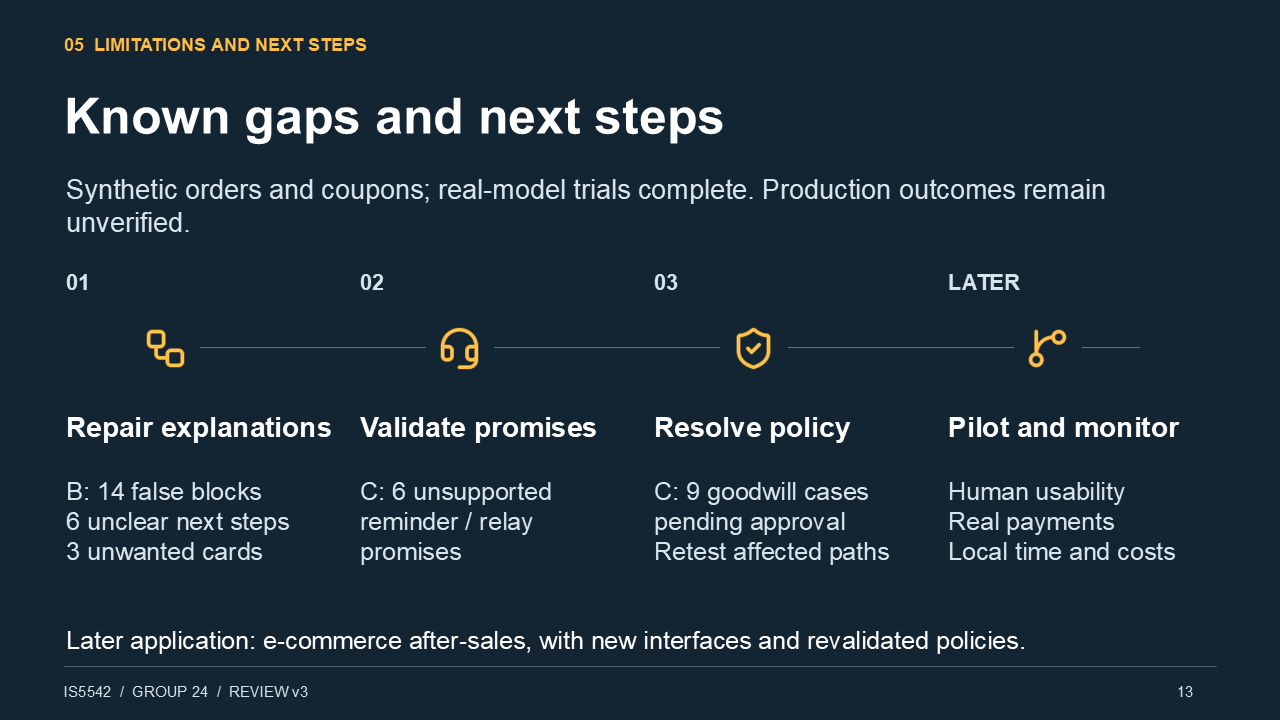 05 LIMITATIONS AND NEXT STEPS
Known gaps and next steps
Synthetic orders and coupons; real-model trials complete. Production outcomes remain
unverified.
01
02
03
LATER
Repair explanations
Validate promises
Resolve policy
Pilot and monitor
B: 14 false blocks
6 unclear next steps
3 unwanted cards
C: 6 unsupported
reminder / relay
promises
C: 9 goodwill cases
pending approval
Retest affected paths
Human usability
Real payments
Local time and costs
Later application: e-commerce after-sales, with new interfaces and revalidated policies.
IS5542 / GROUP 24 / REVIEW v3
13